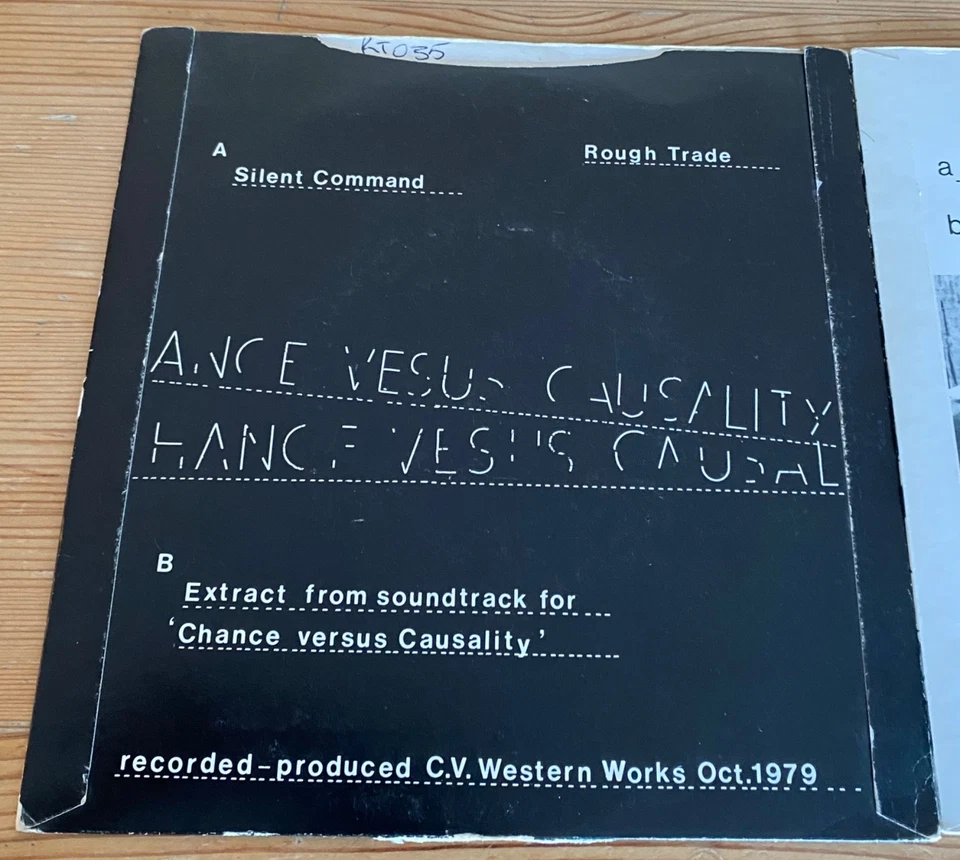 RT035
A
Rough Trade
Silent Command
ANCE VESUS CAUSALITY
HANCE VESUS CAUSAL
B
Extract from soundtrack for
‘Chance versus Causality’
recorded-produced C.V. Western Works Oct.1979
a
b